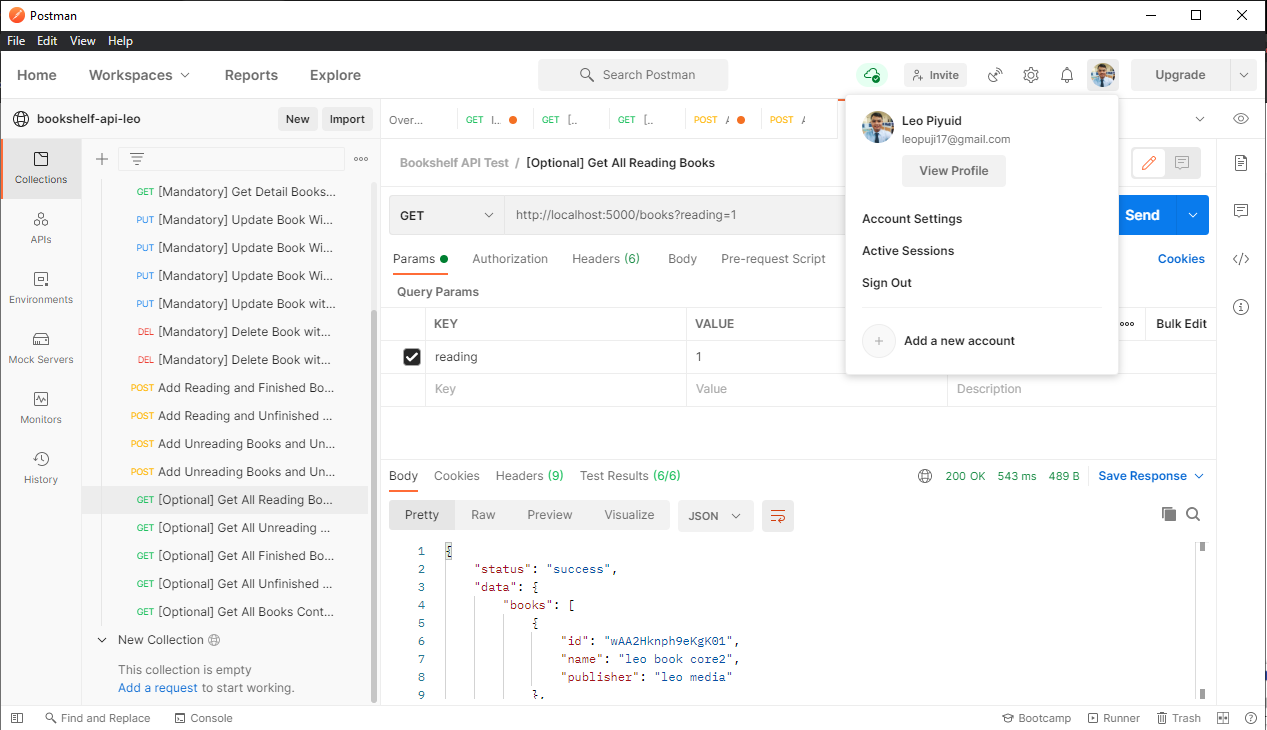 Postman
File Edit View Help
Home Workspaces Reports Explore Search Postman Invite Upgrade
bookshelf-api-leo New Import
Over... GET I... GET [.. GET [.. POST A POST A
Leo Piyuid
leopuji17@gmail.com
View Profile
Account Settings
Active Sessions
Sign Out
Add a new account
Collections
APIs
Environments
Mock Servers
Monitors
History
GET [Mandatory] Get Detail Books...
PUT [Mandatory] Update Book Wi...
PUT [Mandatory] Update Book Wi...
PUT [Mandatory] Update Book Wi...
PUT [Mandatory] Update Book wit...
DEL [Mandatory] Delete Book wit...
DEL [Mandatory] Delete Book wit...
POST Add Reading and Finished Bo...
POST Add Reading and Unfinished ...
POST Add Unreading Books and Un...
POST Add Unreading Books and Un...
GET [Optional] Get All Reading Bo...
GET [Optional] Get All Unreading ...
GET [Optional] Get All Finished Bo...
GET [Optional] Get All Unfinished ...
GET [Optional] Get All Books Cont...
New Collection
This collection is empty
Add a request to start working.
Bookshelf API Test / [Optional] Get All Reading Books
GET http://localhost:5000/books?reading=1 Send
Params Authorization Headers (6) Body Pre-request Script Cookies
Query Params
KEY VALUE Bulk Edit
reading 1
Key Value Description
Body Cookies Headers (9) Test Results (6/6) 200 OK 543 ms 489 B Save Response
Pretty Raw Preview Visualize JSON
1 {
2 "status": "success",
3 "data": {
4 "books": [
5 {
6 "id": "wAA2Hknph9eKgK01",
7 "name": "leo book core2",
8 "publisher": "leo media"
9 },
Find and Replace Console Bootcamp Runner Trash